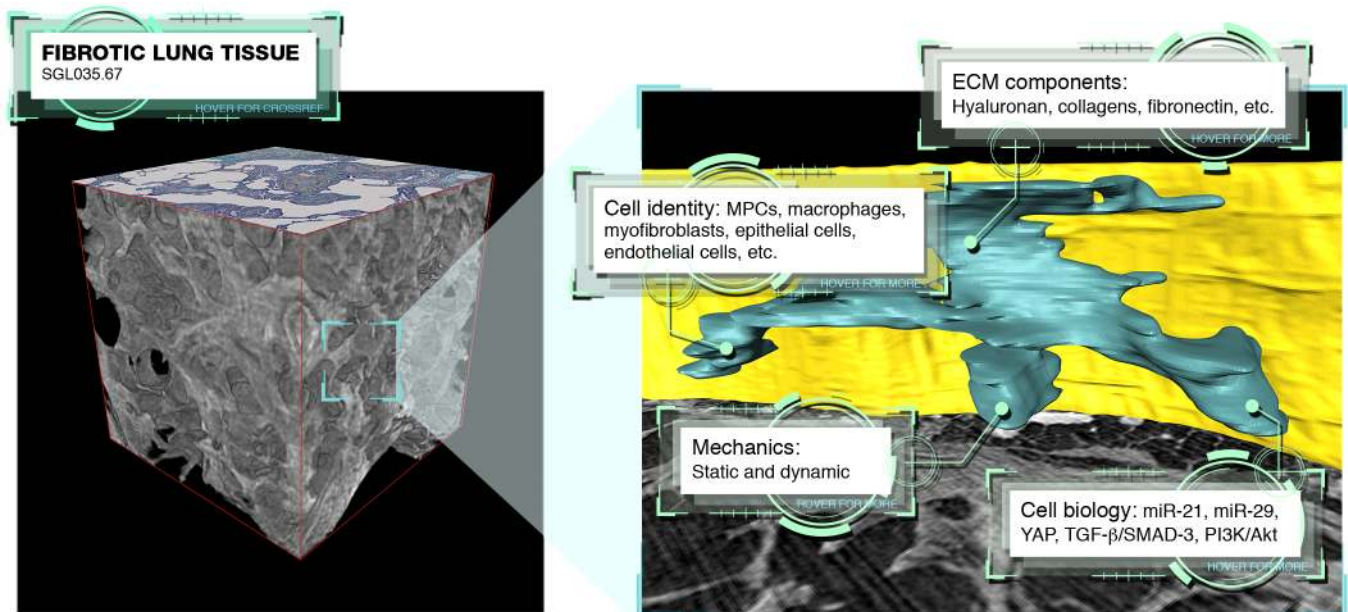 FIBROTIC LUNG TISSUE
SGL035.67
HOVER FOR CROSSREF
ECM components:
Hyaluronan, collagens, fibronectin, etc.
HOVER FOR MORE
Cell identity: MPCs, macrophages,
myofibroblasts, epithelial cells,
endothelial cells, etc.
HOVER FOR MORE
Mechanics:
Static and dynamic
HOVER FOR MORE
Cell biology: miR-21, miR-29,
YAP, TGF-β/SMAD-3, PI3K/Akt
HOVER FOR MORE